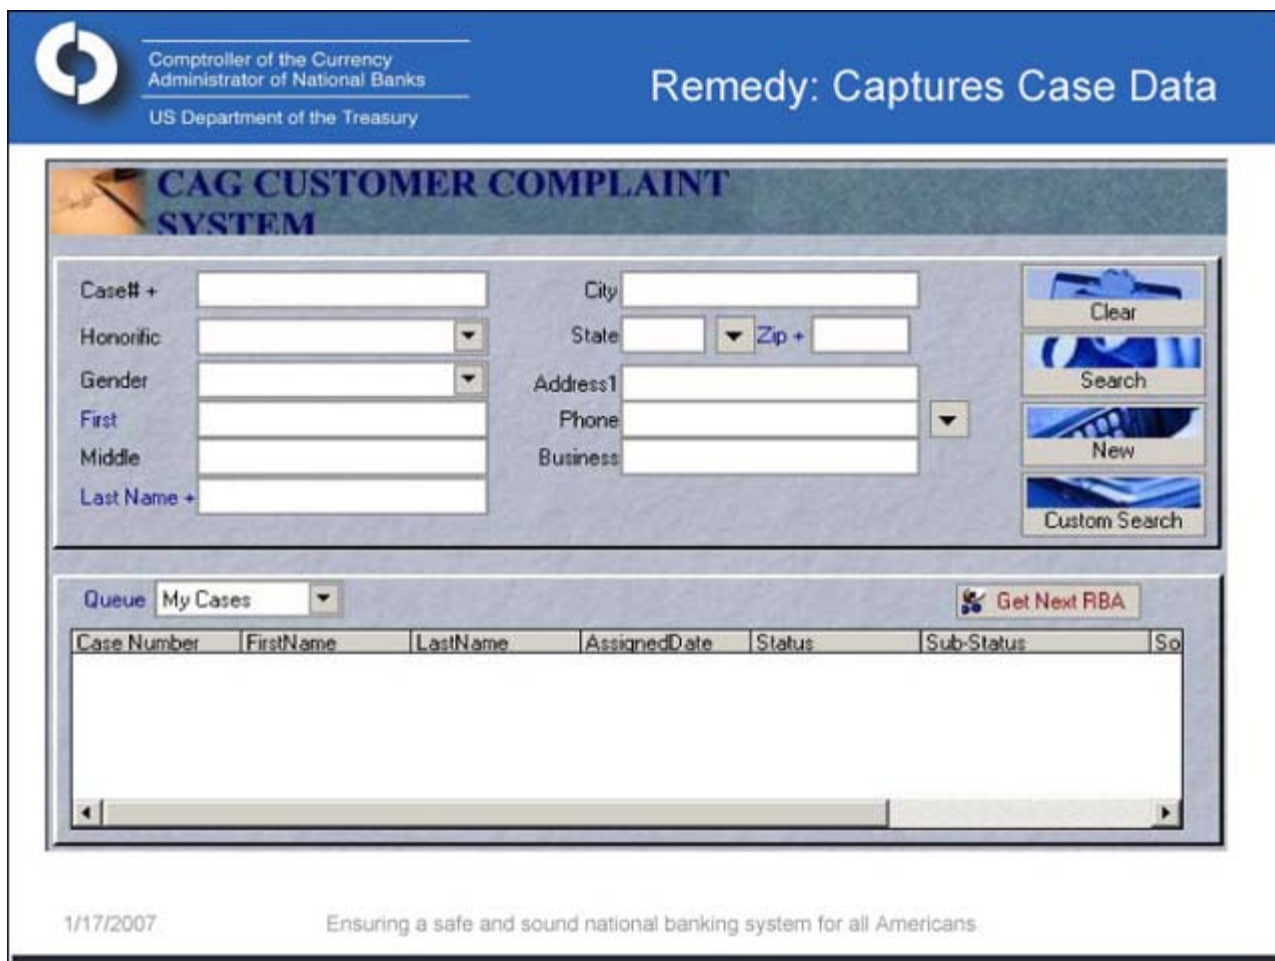 Comptroller of the Currency
Administrator of National Banks
US Department of the Treasury
Remedy: Captures Case Data
CAG CUSTOMER COMPLAINT
SYSTEM
Case# +
Honorific
Gender
First
Middle
Last Name +
City
State
Zip +
Address1
Phone
Business
Clear
Search
New
Custom Search
Queue My Cases
Get Next RBA
Case Number FirstName LastName AssignedDate Status Sub-Status So
1/17/2007 Ensuring a safe and sound national banking system for all Americans